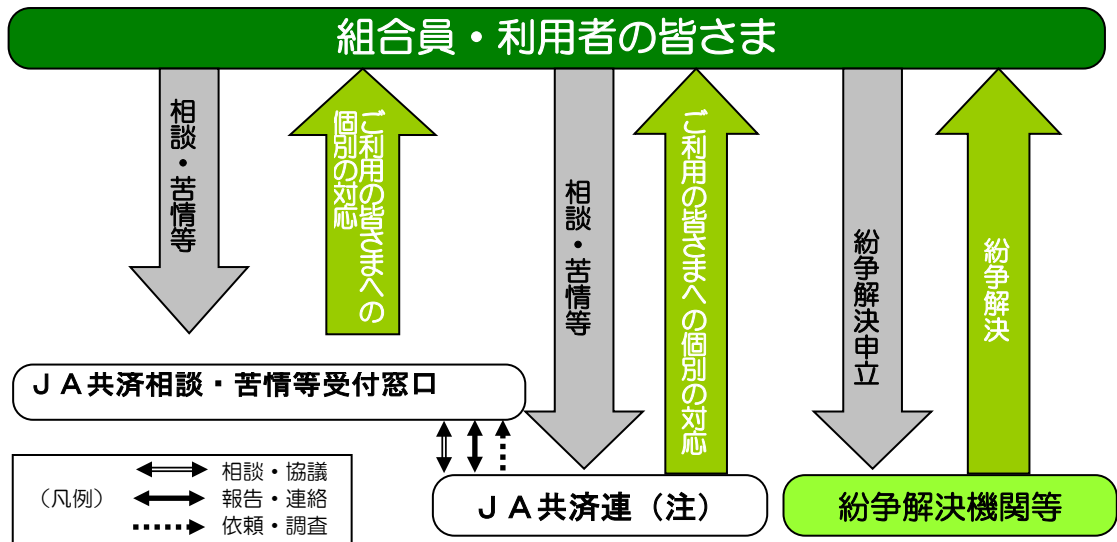 組合員・利用者の皆さま
相談・苦情等
ご利用の皆さまへの
個別の対応
相談・苦情等
ご利用の皆さまへの個別の対応
紛争解決申立
紛争解決
ＪＡ共済相談・苦情等受付窓口
（凡例）
相談・協議
報告・連絡
依頼・調査
ＪＡ共済連（注）
紛争解決機関等